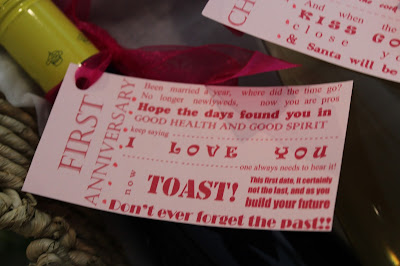 FIRST
ANNIVERSARY
Been married a year, where did the time go?
No longer newlyweds, now you are pros
Hope the days found you in
GOOD HEALTH AND GOOD SPIRIT
keep saying
I LOVE YOU
one always needs to hear it!
now
TOAST!
This first date, it certainly
not the last, and as you
build your future
Don't ever forget the past!!
And when the
KISS GO
close y
& Santa will be